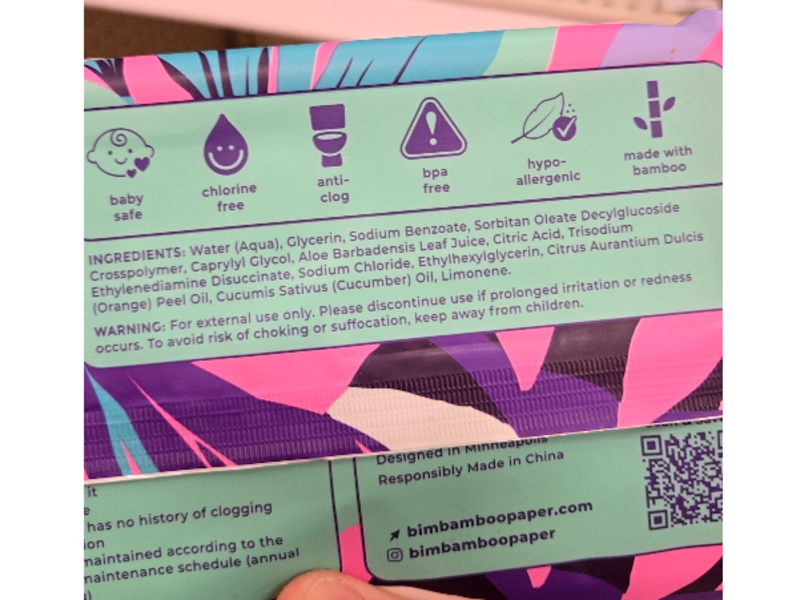 baby
safe
chlorine
free
anti-
clog
bpa
free
hypo-
allergenic
made with
bamboo
INGREDIENTS: Water (Aqua), Glycerin, Sodium Benzoate, Sorbitan Oleate Decylglucoside
Crosspolymer, Caprylyl Glycol, Aloe Barbadensis Leaf Juice, Citric Acid, Trisodium
Ethylenediamine Disuccinate, Sodium Chloride, Ethylhexylglycerin, Citrus Aurantium Dulcis
(Orange) Peel Oil, Cucumis Sativus (Cucumber) Oil, Limonene.
WARNING: For external use only. Please discontinue use if prolonged irritation or redness
occurs. To avoid risk of choking or suffocation, keep away from children.
it
has no history of clogging
maintained according to the
maintenance schedule (annual
Designed in Minneapolis
Responsibly Made in China
bimbamboopaper.com
bimbamboopaper